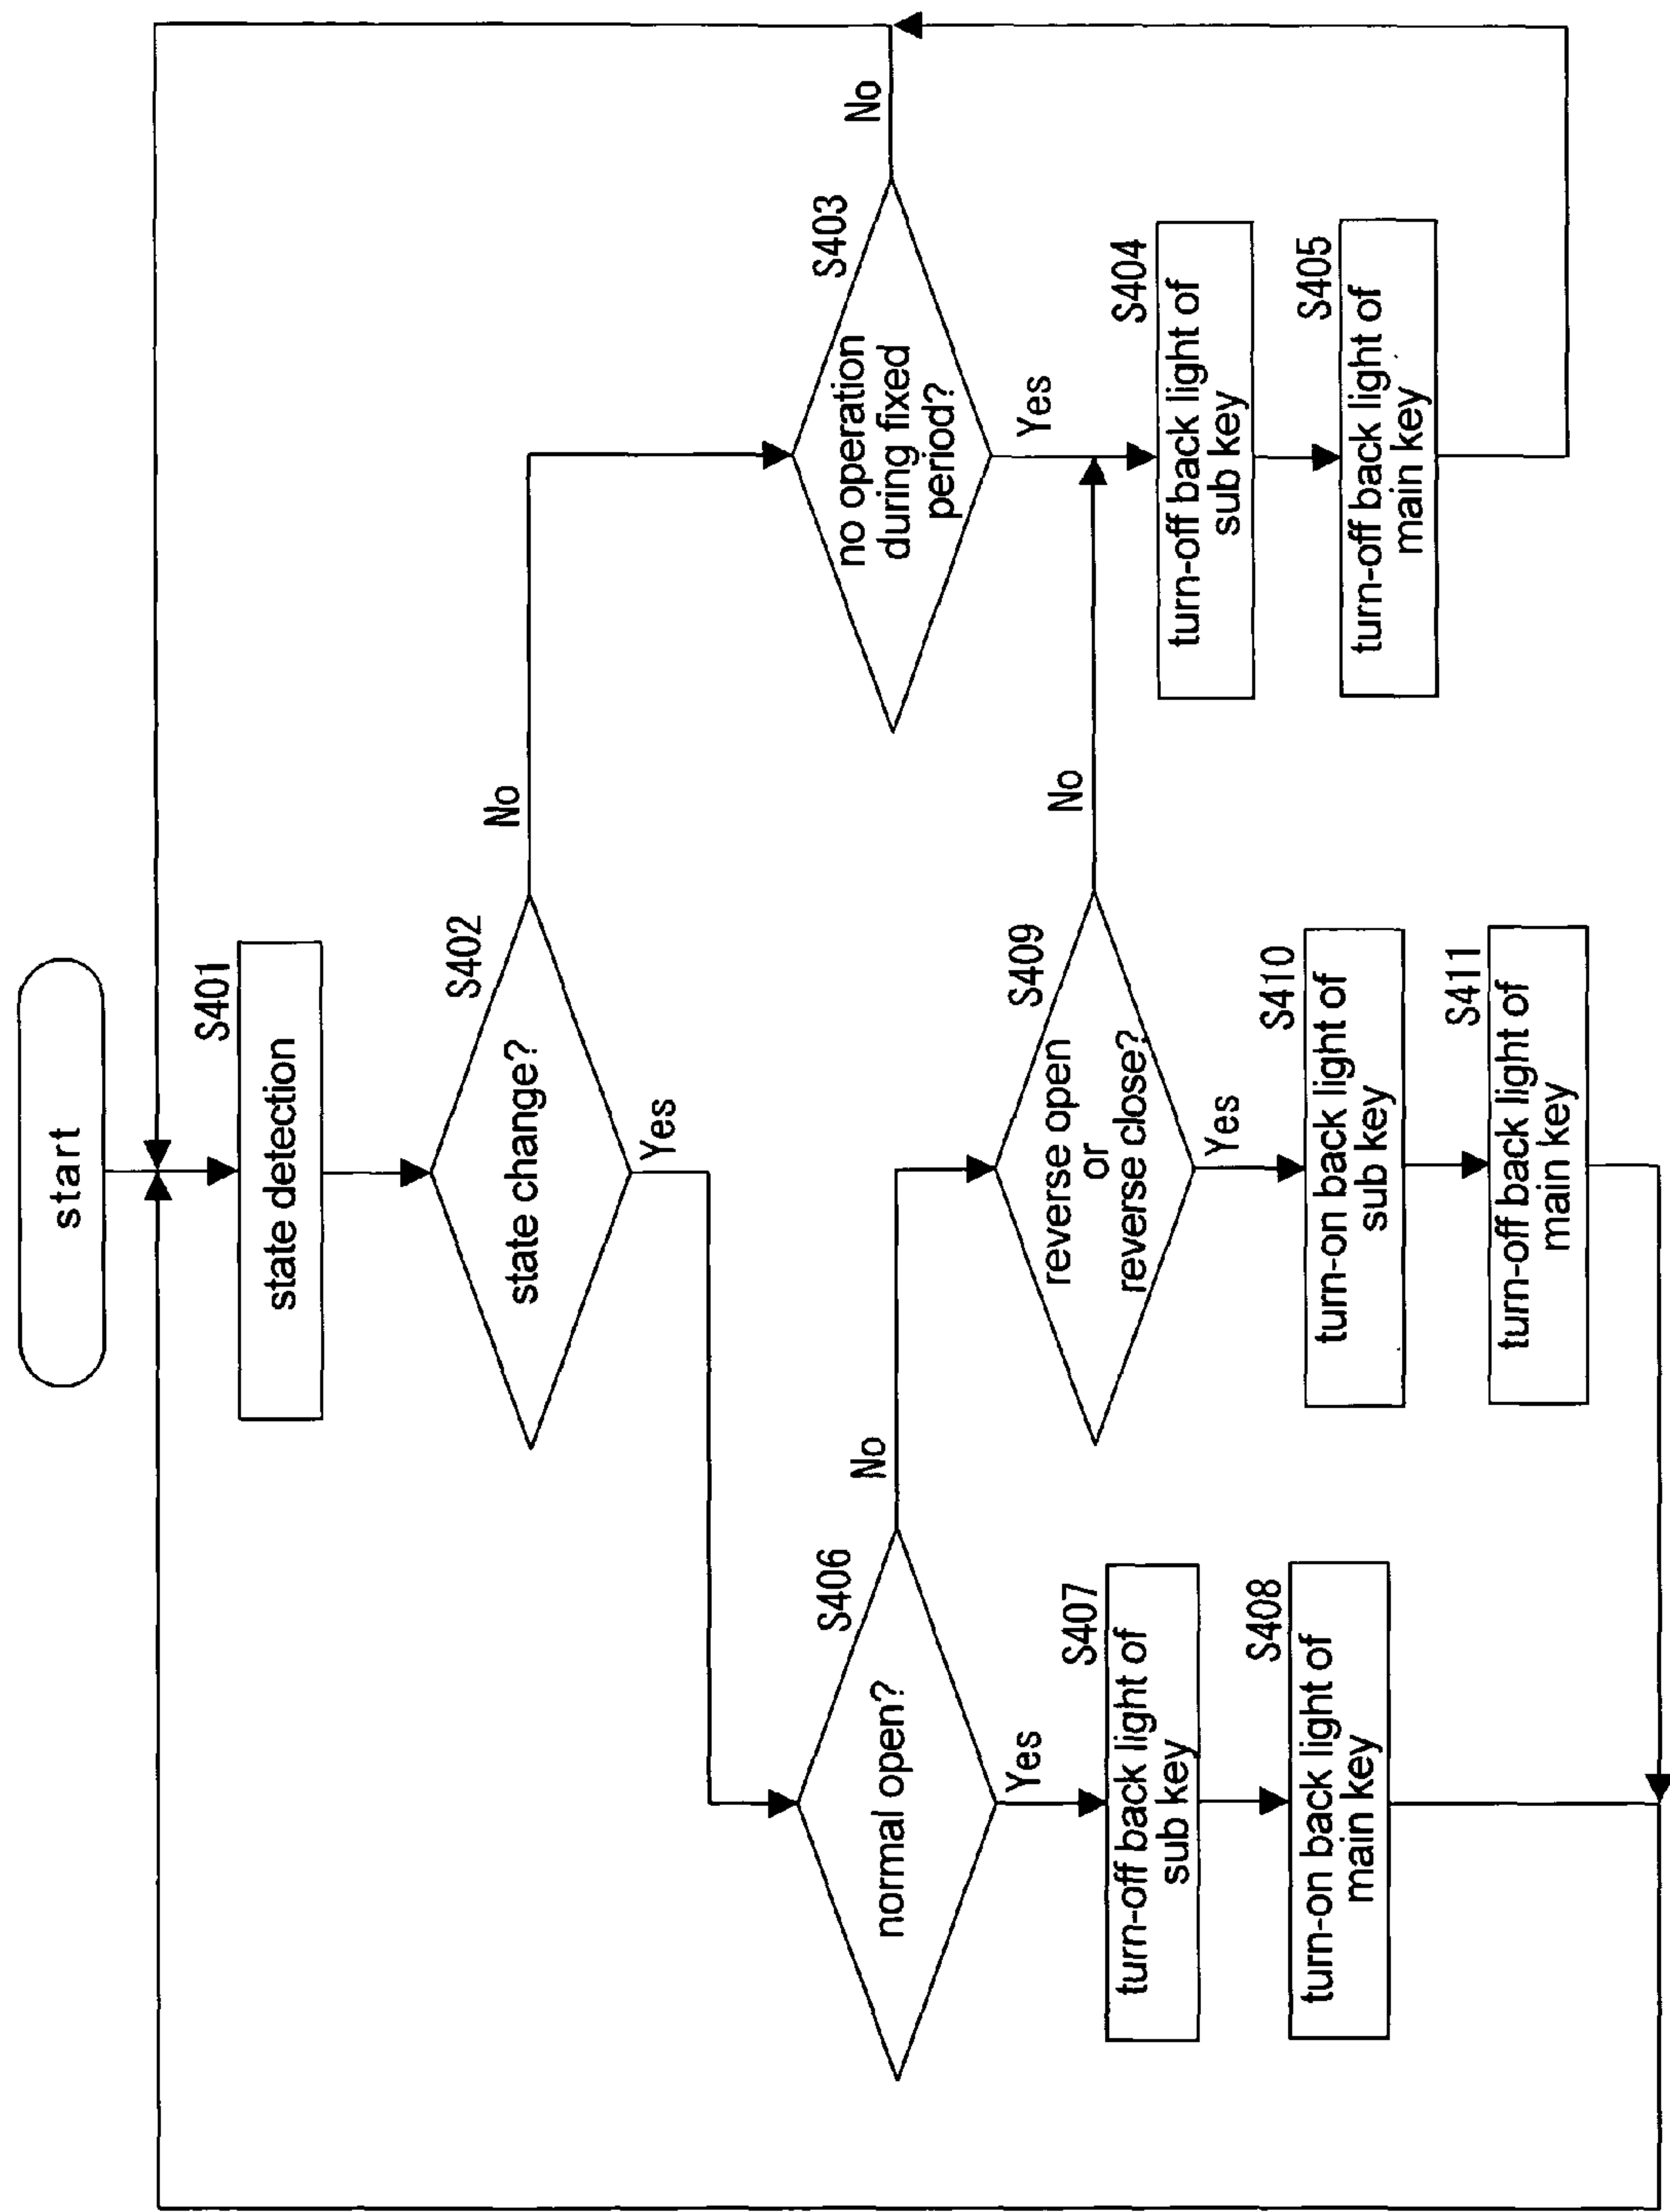 start
S401
state detection
S402
state change?
Yes
No
S403
no operation
during fixed
period?
No
Yes
S404
turn-off back light of
sub key
S405
turn-off back light of
main key
S406
normal open?
No
Yes
S407
turn-off back light of
sub key
S408
turn-on back light of
main key
S409
reverse open
or
reverse close?
No
Yes
S410
turn-on back light of
sub key
S411
turn-off back light of
main key